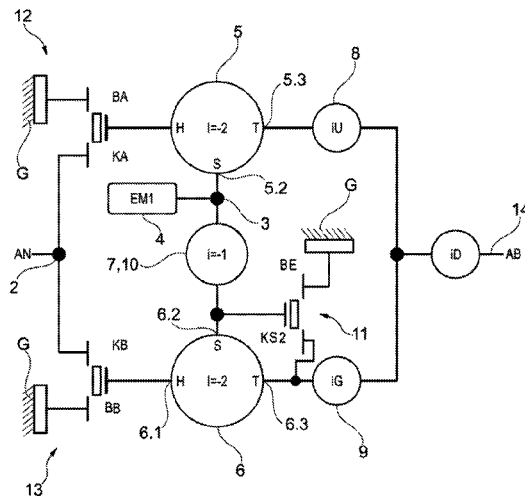 12
5
8
BA
5.3
G
H
i=-2
T
iU
S
KA
5.2
G
EM1
3
14
AN
4
i=-1
BE
iD
AB
2
7,10
6.2
11
KB
S
KS2
G
H
i=-2
T
iG
BB
6.1
6.3
9
13
6